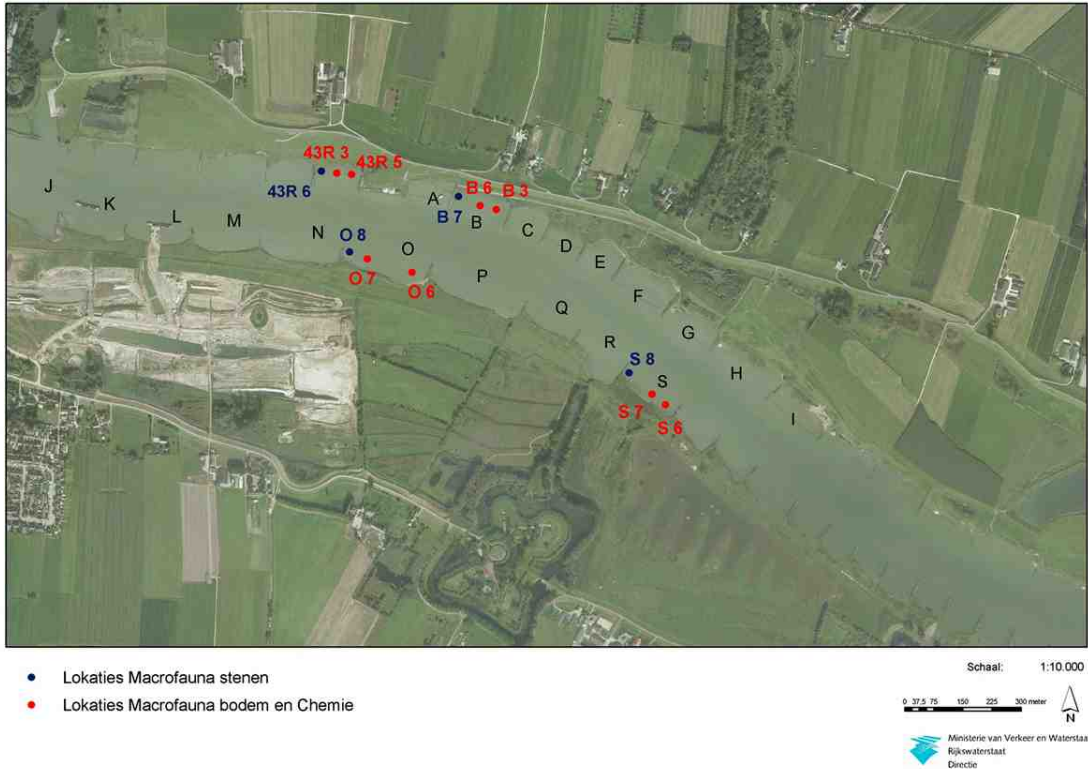 43R 3
43R 5
43R 6
B 6
B 3
B 7
A
B
C
D
E
F
G
H
I
J
K
L
M
N
O 8
O
O 7
O 6
P
Q
R
S 8
S
S 7
S 6
Lokaties Macrofauna stenen
Lokaties Macrofauna bodem en Chemie
Schaal: 1:10.000
0 37,5 75 150 225 300 meter
N
Ministerie van Verkeer en Waterstaa
Rijkswaterstaat
Directie